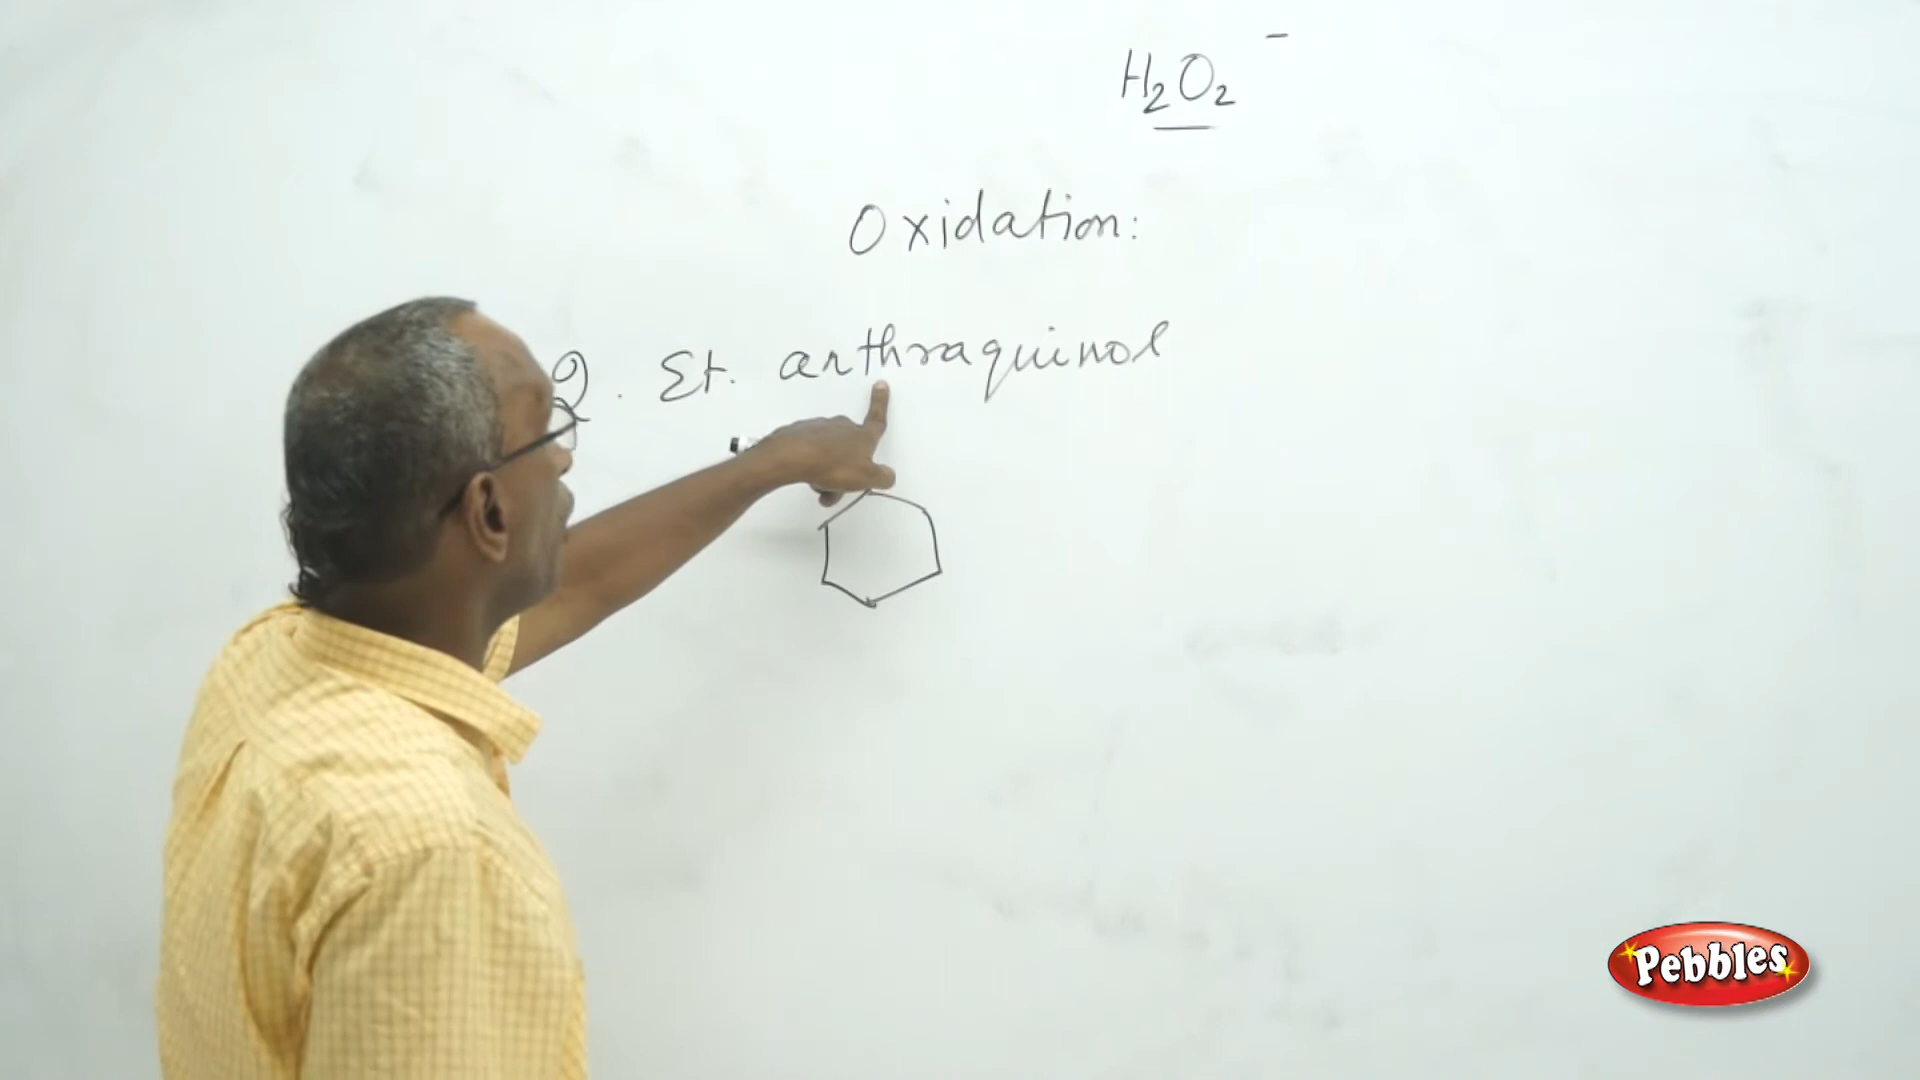 H₂O₂ –
Oxidation:
2. Et. anthraquinol
Pebbles